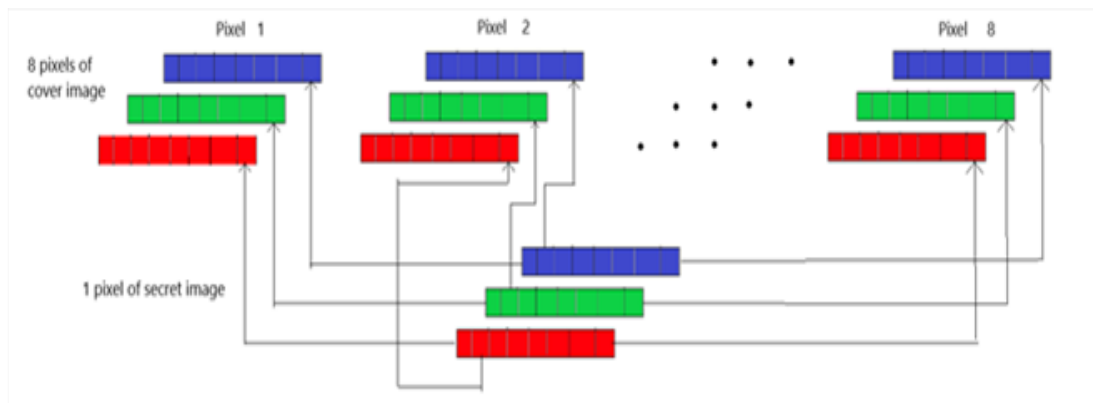 Pixel 1
Pixel 2
Pixel 8
8 pixels of
cover image
1 pixel of secret image